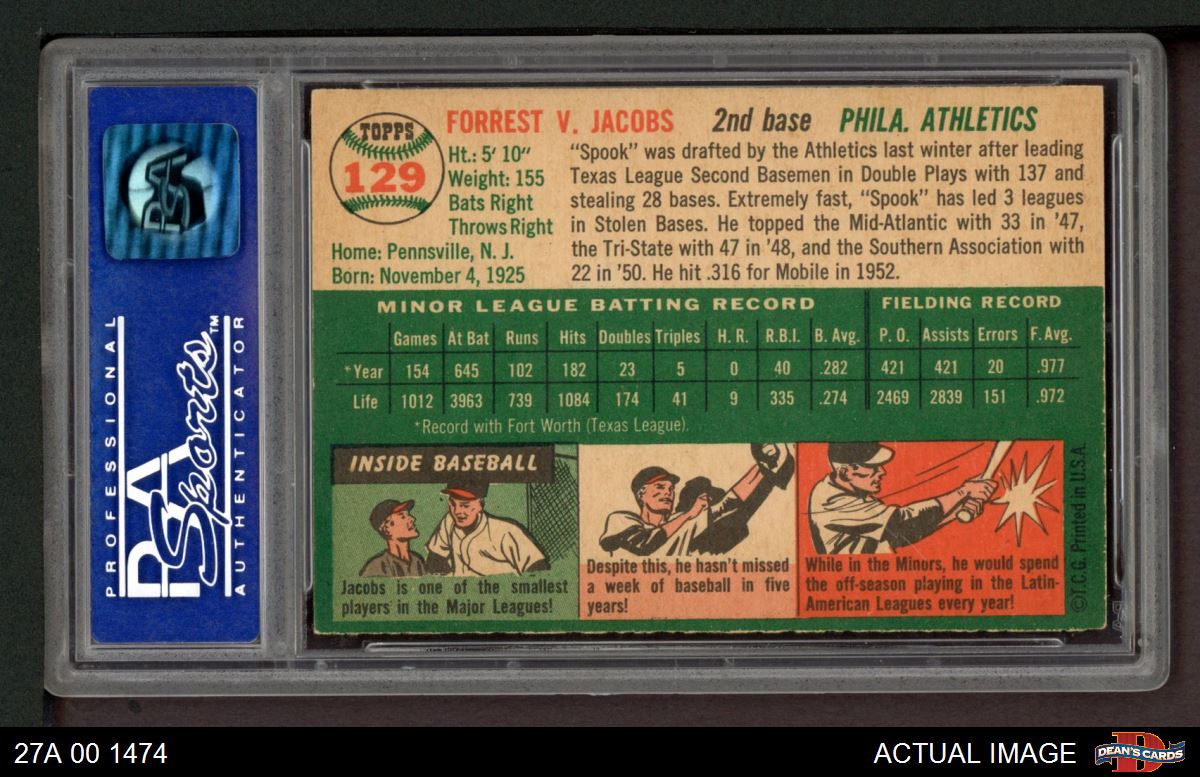 PROFESSIONAL
PSA
Sports™
AUTHENTICATOR
PSA
TOPPS
129
FORREST V. JACOBS 2nd base PHILA. ATHLETICS
Ht.: 5' 10"
Weight: 155
Bats Right
Throws Right
Home: Pennsville, N. J.
Born: November 4, 1925
"Spook" was drafted by the Athletics last winter after leading
Texas League Second Basemen in Double Plays with 137 and
stealing 28 bases. Extremely fast, "Spook" has led 3 leagues
in Stolen Bases. He topped the Mid-Atlantic with 33 in '47,
the Tri-State with 47 in '48, and the Southern Association with
22 in '50. He hit .316 for Mobile in 1952.
MINOR LEAGUE BATTING RECORD FIELDING RECORD
Games At Bat Runs Hits Doubles Triples H. R. R.B.I. B. Avg. P. O. Assists Errors F. Avg.
*Year 154 645 102 182 23 5 0 40 .282 421 421 20 .977
Life 1012 3963 739 1084 174 41 9 335 .274 2469 2839 151 .972
*Record with Fort Worth (Texas League).
INSIDE BASEBALL
Jacobs is one of the smallest
players in the Major Leagues!
Despite this, he hasn't missed
a week of baseball in five
years!
While in the Minors, he would spend
the off-season playing in the Latin-
American Leagues every year!
©T.C.G. Printed in U.S.A.
27A 00 1474
ACTUAL IMAGE
DEAN'S CARDS